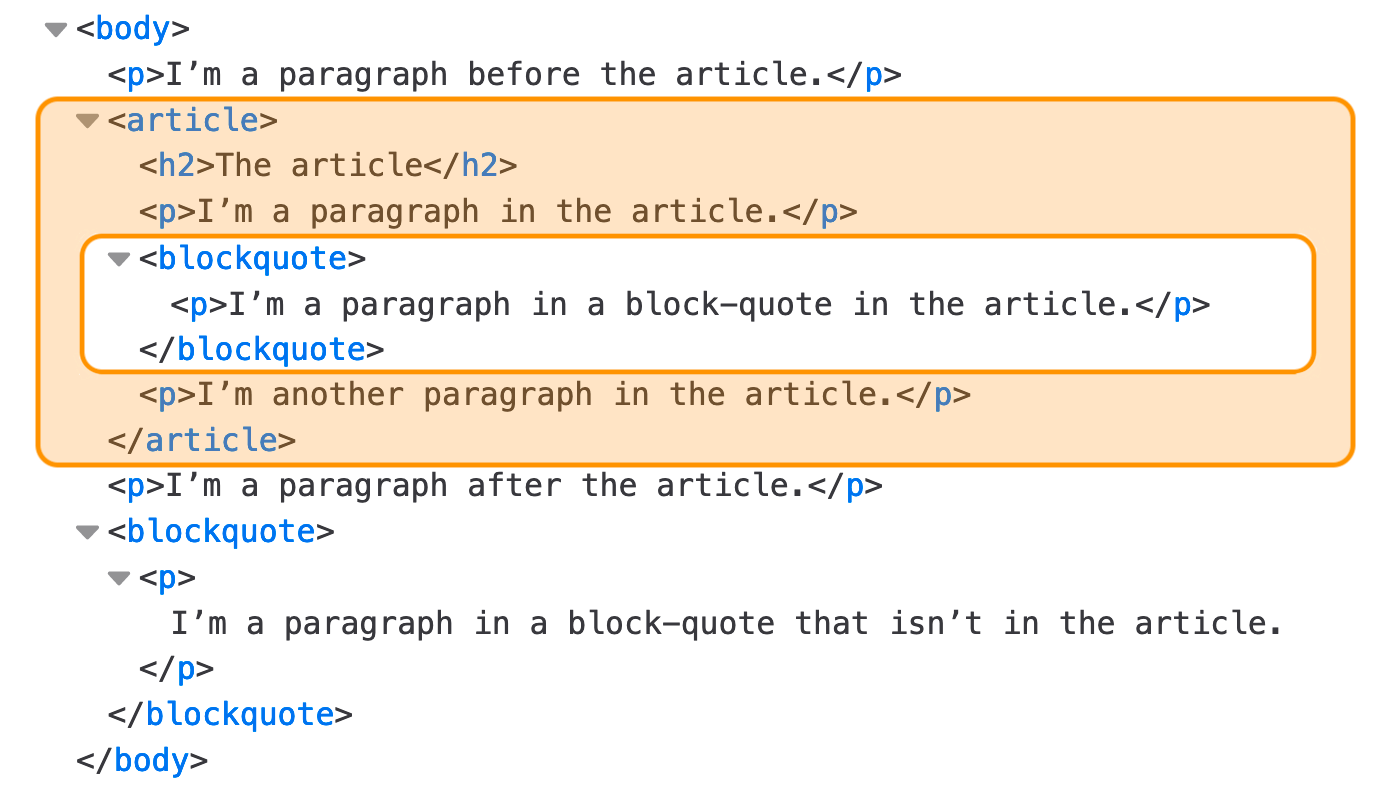 <body>
<p>I’m a paragraph before the article.</p>
<article>
<h2>The article</h2>
<p>I’m a paragraph in the article.</p>
<blockquote>
<p>I’m a paragraph in a block-quote in the article.</p>
</blockquote>
<p>I’m another paragraph in the article.</p>
</article>
<p>I’m a paragraph after the article.</p>
<blockquote>
<p>
I’m a paragraph in a block-quote that isn’t in the article.
</p>
</blockquote>
</body>